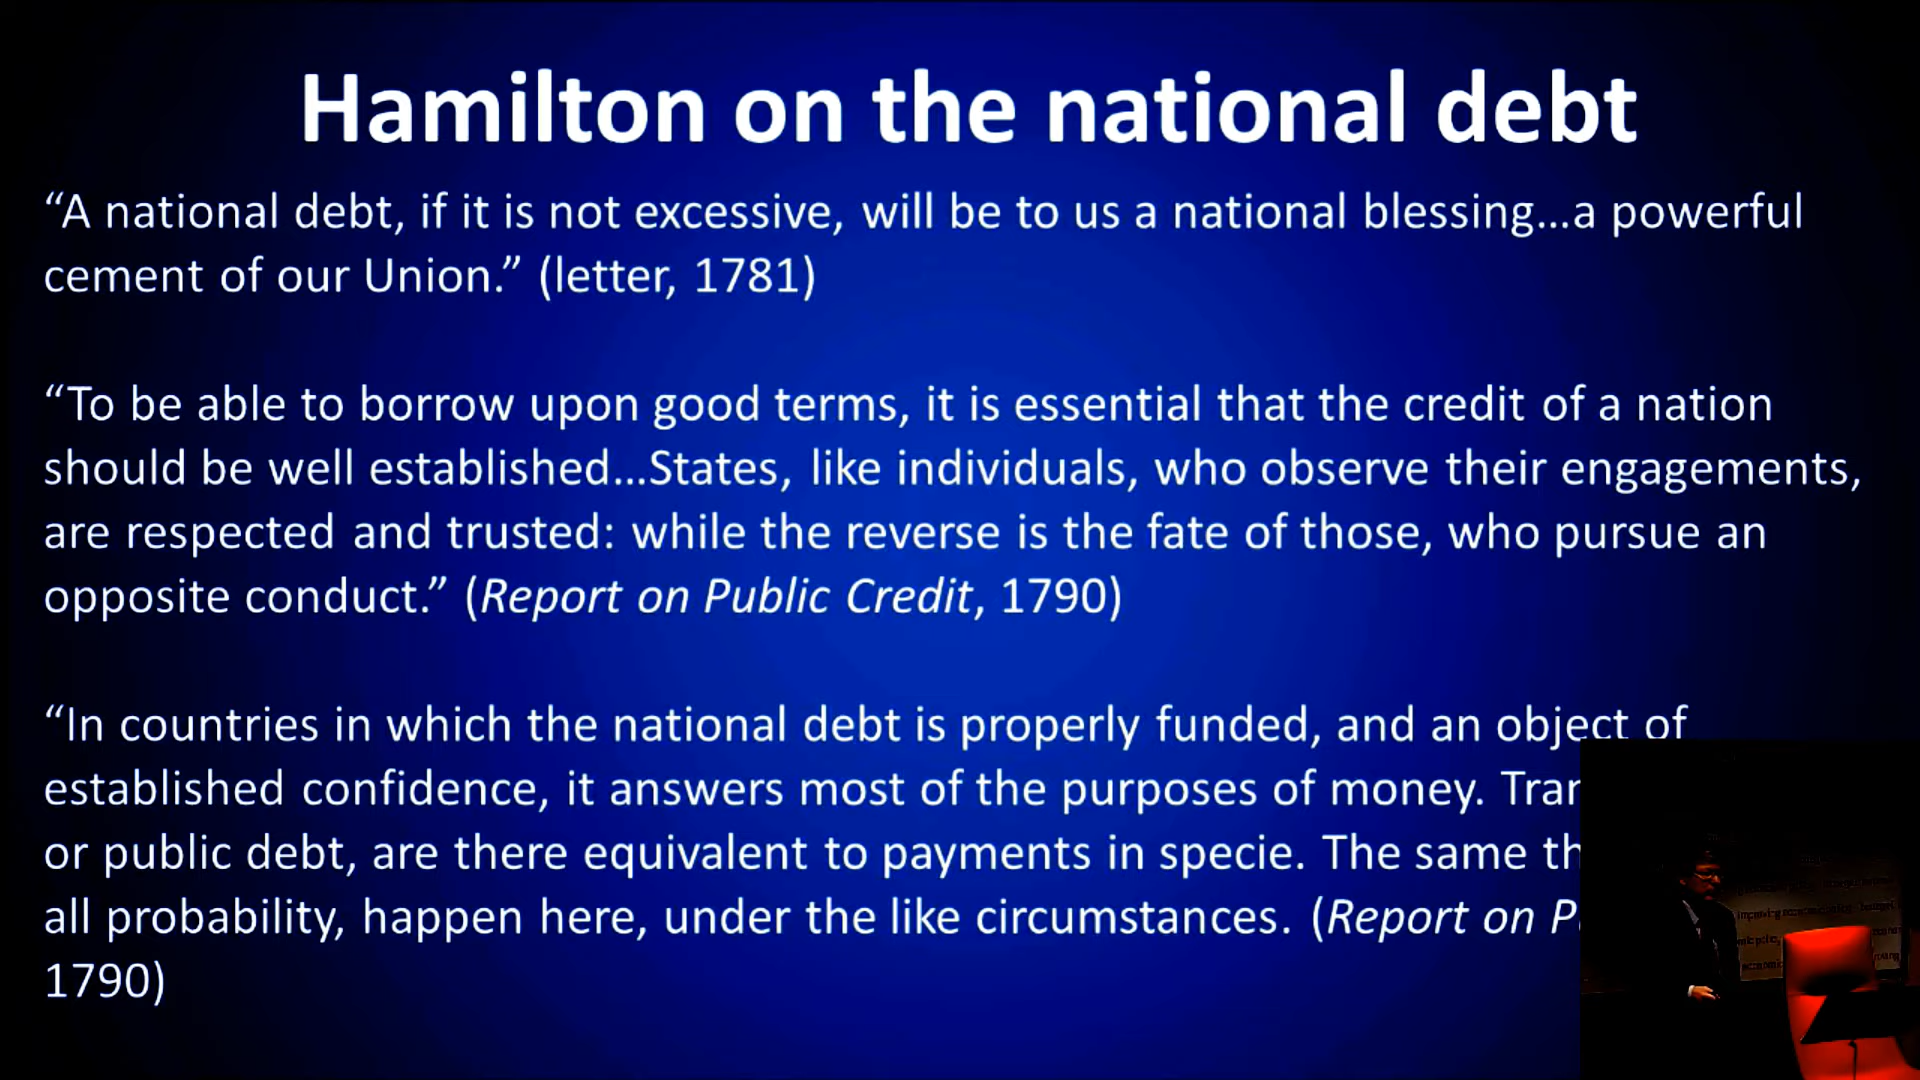 Hamilton on the national debt
“A national debt, if it is not excessive, will be to us a national blessing...a powerful
cement of our Union.” (letter, 1781)
“To be able to borrow upon good terms, it is essential that the credit of a nation
should be well established...States, like individuals, who observe their engagements,
are respected and trusted: while the reverse is the fate of those, who pursue an
opposite conduct.” (Report on Public Credit, 1790)
“In countries in which the national debt is properly funded, and an object of
established confidence, it answers most of the purposes of money.
or public debt, are there equivalent to payments in specie. The same
all probability, happen here, under the like circumstances. (Report on
1790)